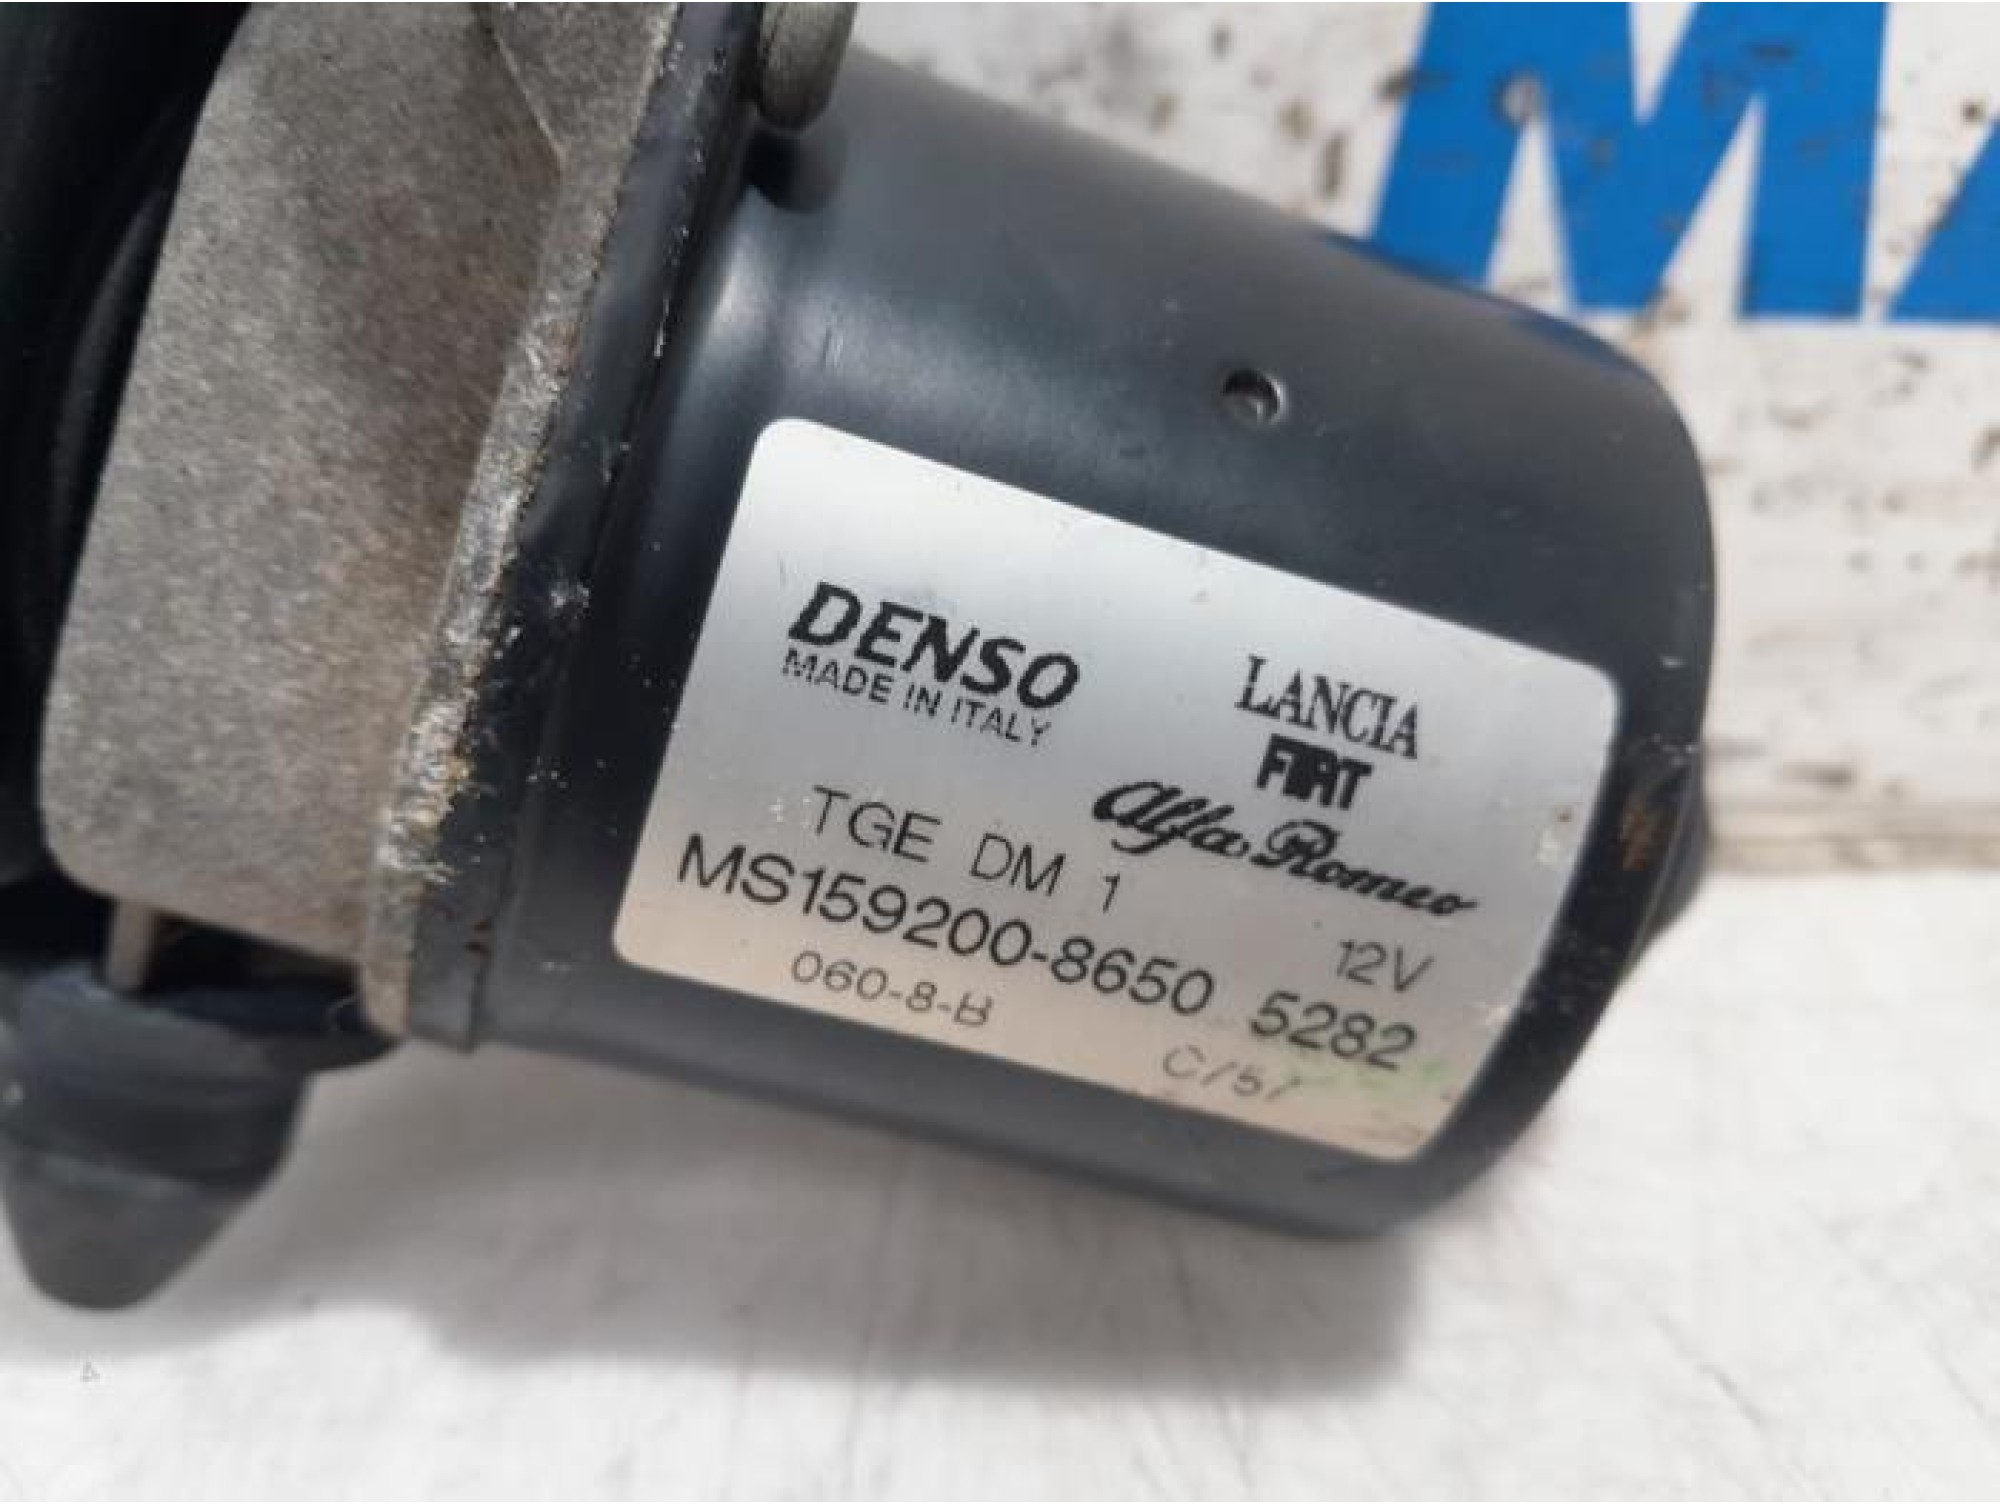 DENSO
MADE IN ITALY
LANCIA
FIAT
Alfa Romeo
TGE DM 1
12V
MS159200-8650 5282
060-8-B